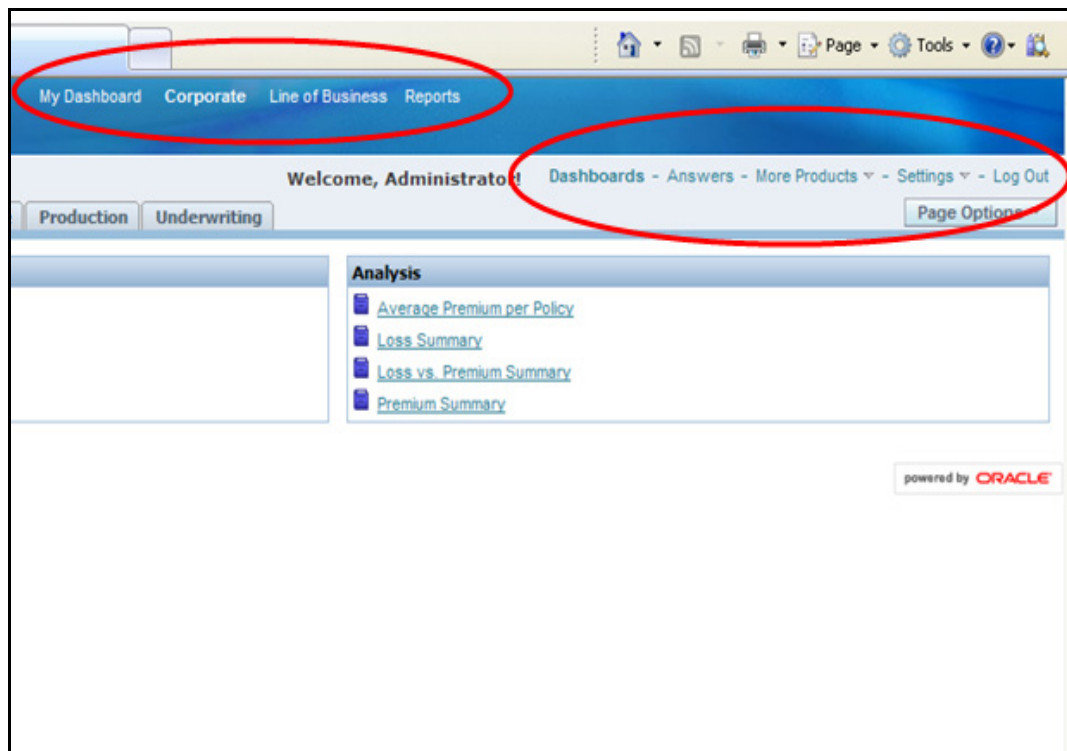 Page Tools
My Dashboard Corporate Line of Business Reports
Welcome, Administrator! Dashboards - Answers - More Products - Settings - Log Out
Production Underwriting Page Options
Analysis
Average Premium per Policy
Loss Summary
Loss vs. Premium Summary
Premium Summary
powered by ORACLE